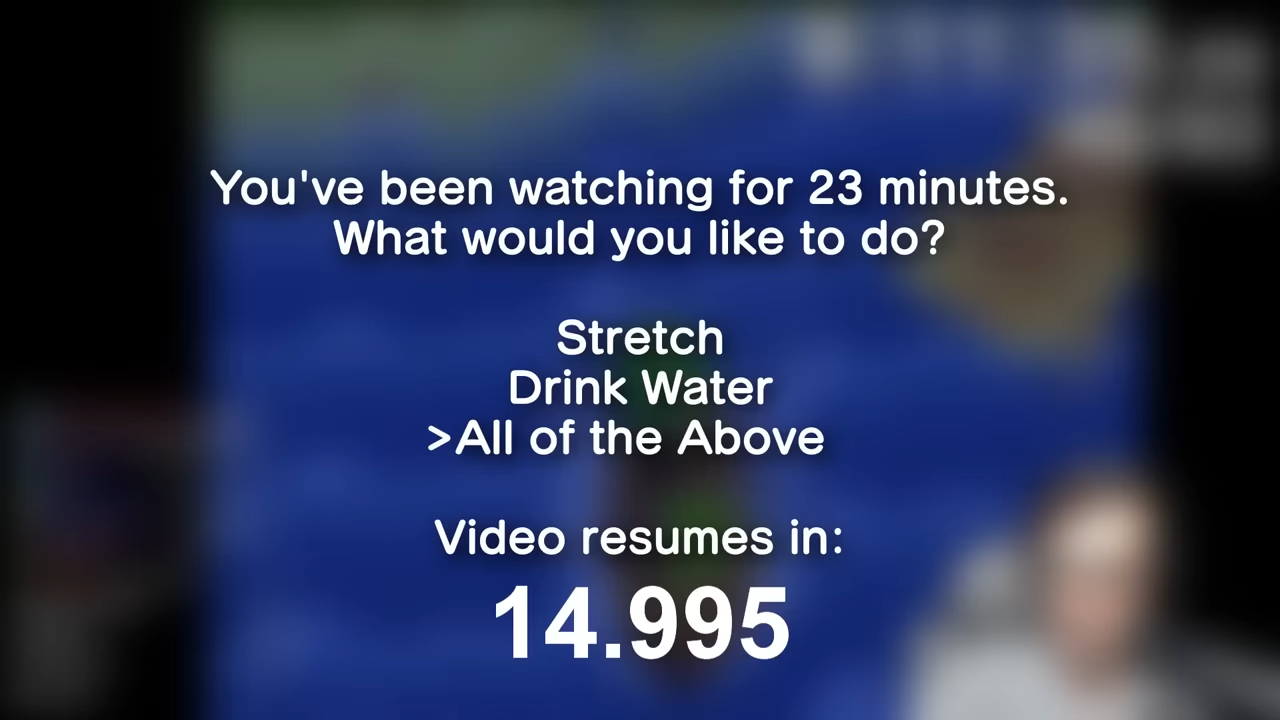 You've been watching for 23 minutes.
What would you like to do?
Stretch
Drink Water
>All of the Above
Video resumes in:
14.995